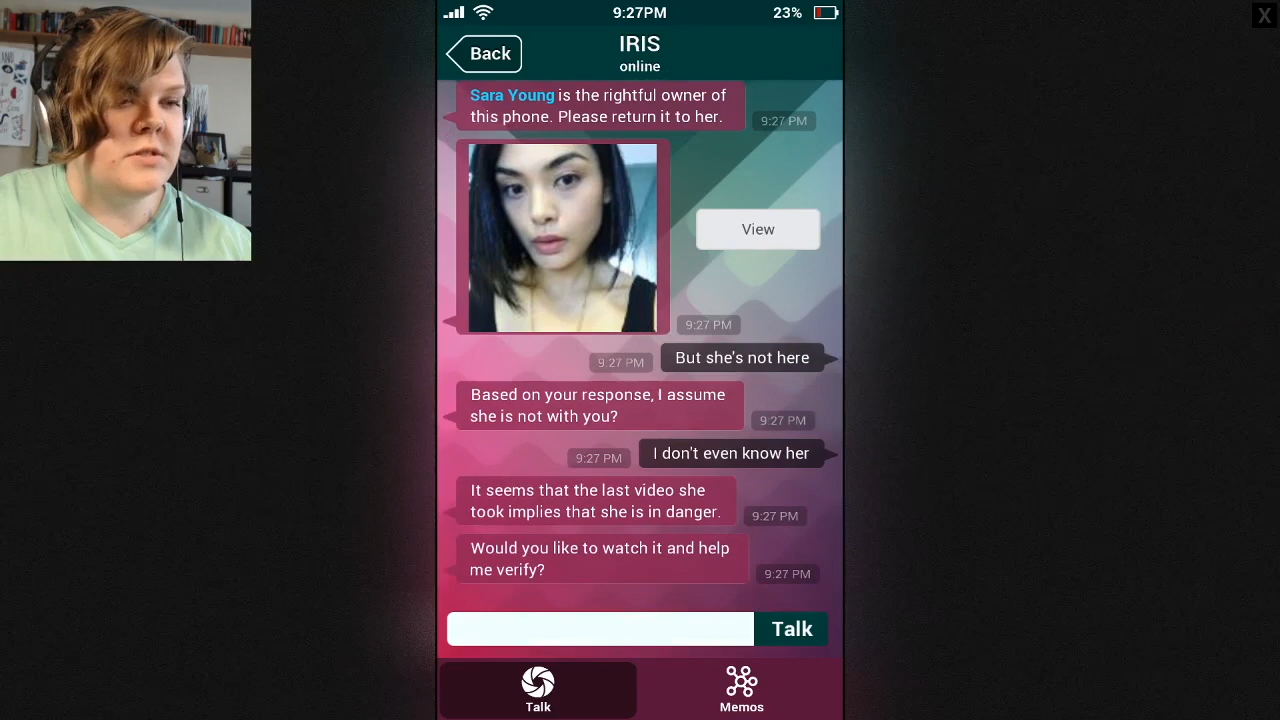 9:27PM
23%
X
Back
IRIS
online
Sara Young is the rightful owner of
this phone. Please return it to her.
9:27 PM
View
9:27 PM
But she's not here
9:27 PM
Based on your response, I assume
she is not with you?
9:27 PM
I don't even know her
9:27 PM
It seems that the last video she
took implies that she is in danger.
9:27 PM
Would you like to watch it and help
me verify?
9:27 PM
Talk
Talk
Memos